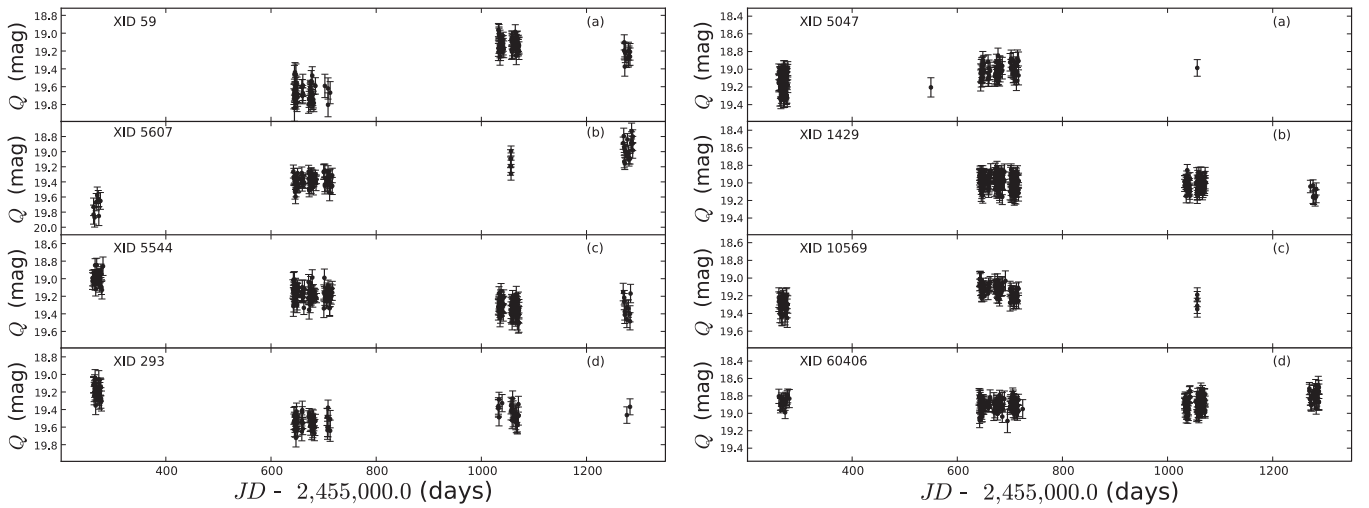 XID 59
(a)
18.8
19.0
19.2
19.4
19.6
19.8
Q (mag)
XID 5607
(b)
18.8
19.0
19.2
19.4
19.6
19.8
20.0
Q (mag)
XID 5544
(c)
18.6
18.8
19.0
19.2
19.4
19.6
Q (mag)
XID 293
(d)
18.8
19.0
19.2
19.4
19.6
19.8
Q (mag)
400
600
800
1000
1200
JD - 2,455,000.0 (days)
XID 5047
(a)
18.4
18.6
18.8
19.0
19.2
19.4
Q (mag)
XID 1429
(b)
18.4
18.6
18.8
19.0
19.2
19.4
Q (mag)
XID 10569
(c)
18.6
18.8
19.0
19.2
19.4
19.6
Q (mag)
XID 60406
(d)
18.4
18.6
18.8
19.0
19.2
19.4
Q (mag)
400
600
800
1000
1200
JD - 2,455,000.0 (days)